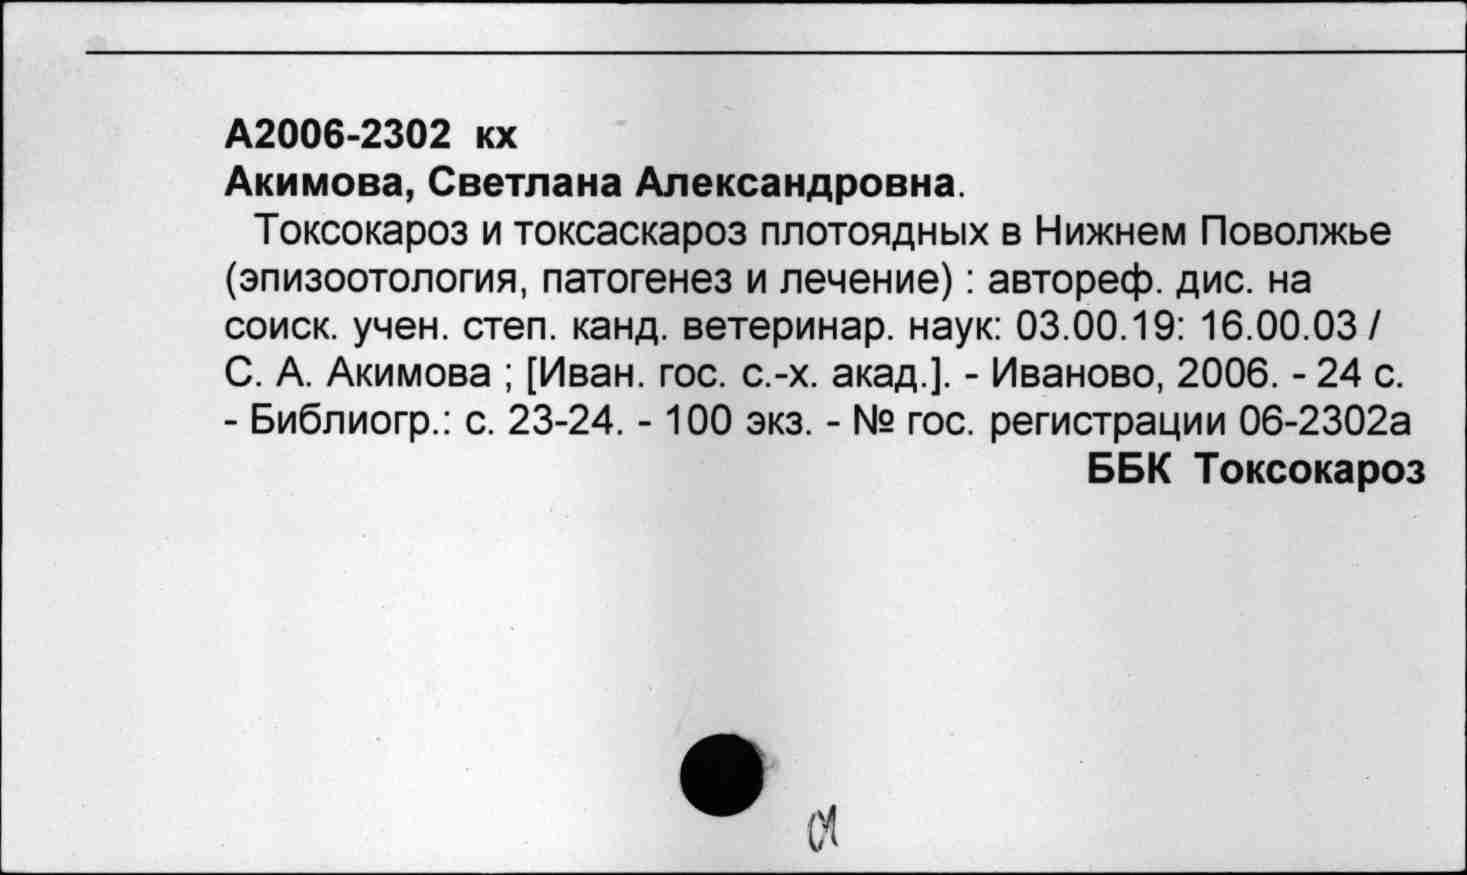 А2006-2302 кх
Акимова, Светлана Александровна.
Токсокароз и токсаскароз плотоядных в Нижнем Поволжье
(эпизоотология, патогенез и лечение) : автореф. дис. на
соиск. учен. степ. канд. ветеринар. наук: 03.00.19: 16.00.03 /
С. А. Акимова ; [Иван. гос. с.-х. акад.]. - Иваново, 2006. - 24 с.
- Библиогр.: с. 23-24. - 100 экз. - № гос. регистрации 06-2302а
ББК Токсокароз